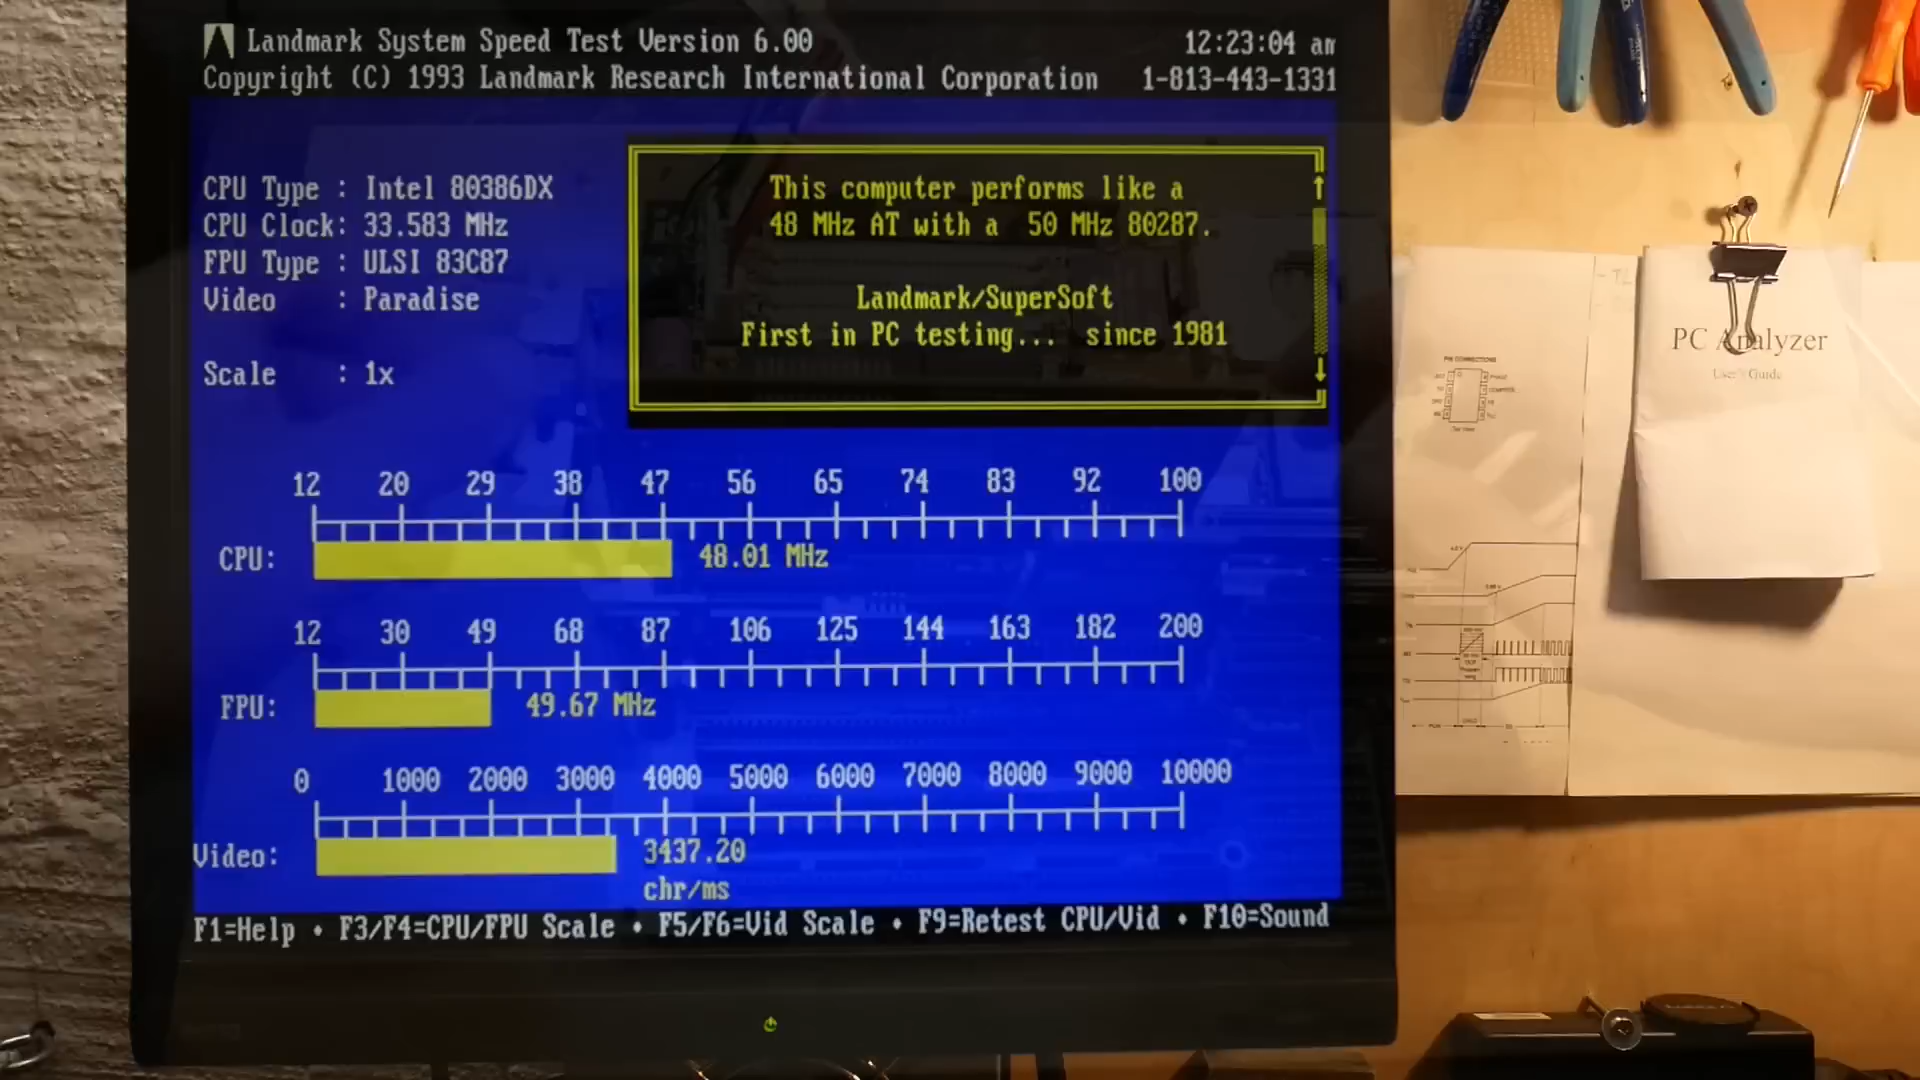 Landmark System Speed Test Version 6.00 12:23:04 am
Copyright (C) 1993 Landmark Research International Corporation 1-813-443-1331
CPU Type : Intel 80386DX
CPU Clock: 33.583 MHz
FPU Type : ULSI 83C87
Video : Paradise
Scale : 1x
This computer performs like a
48 MHz AT with a 50 MHz 80287.
Landmark/SuperSoft
First in PC testing... since 1981
12 20 29 38 47 56 65 74 83 92 100
CPU: 48.01 MHz
12 30 49 68 87 106 125 144 163 182 200
FPU: 49.67 MHz
0 1000 2000 3000 4000 5000 6000 7000 8000 9000 10000
Video: 3437.20
chr/ms
F1=Help • F3/F4=CPU/FPU Scale • F5/F6=Vid Scale • F9=Retest CPU/Vid • F10=Sound
PC Analyzer
User's Guide
PIN CONNECTIONS
Top View